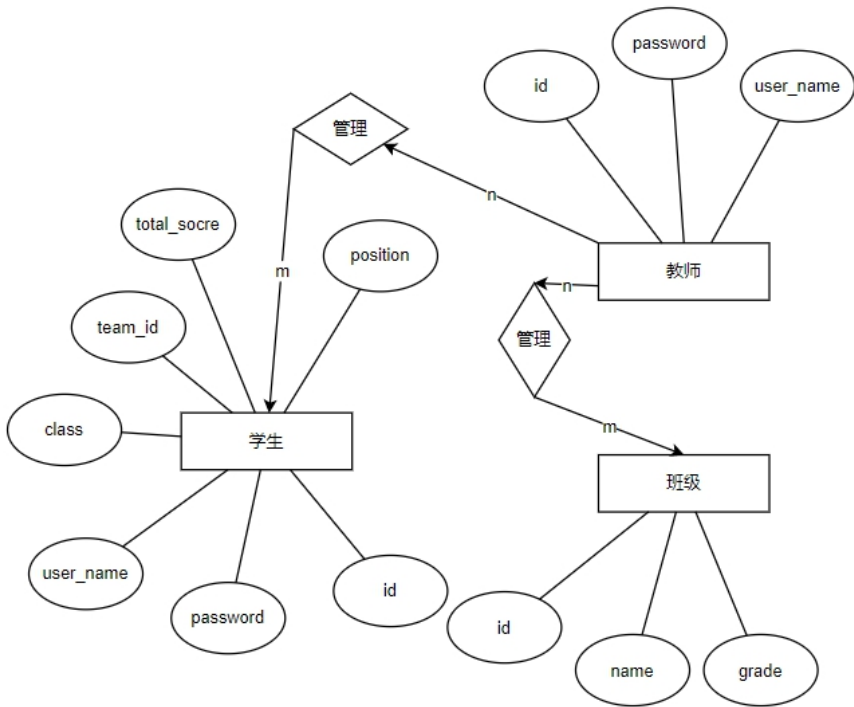 password
id
user_name
管理
n
total_socre
position
m
教师
n
team_id
管理
class
学生
m
班级
user_name
password
id
id
name
grade